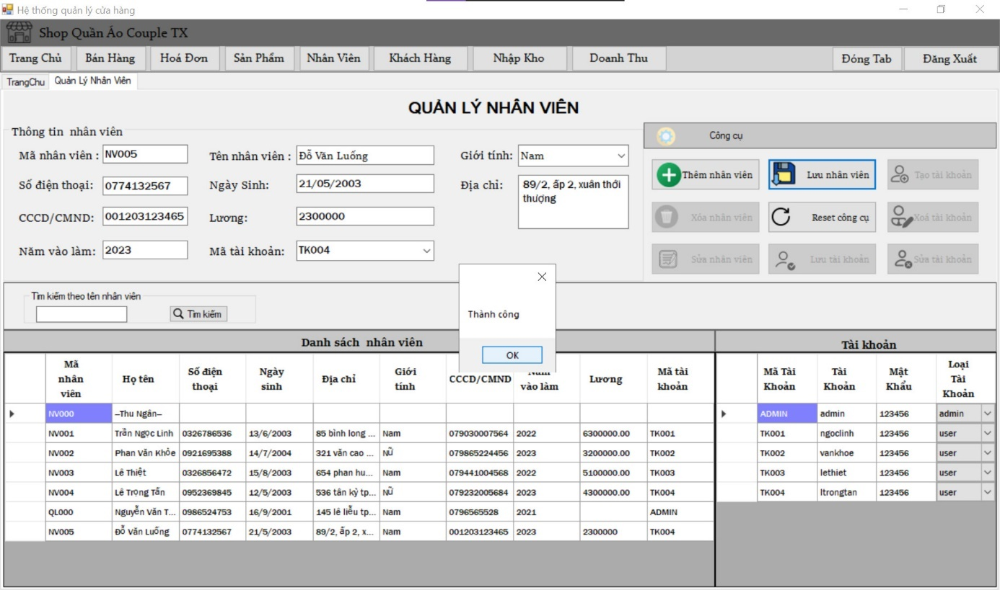 Hệ thống quản lý cửa hàng
Shop Quần Áo Couple TX
Trang Chủ Bán Hàng Hoá Đơn Sản Phẩm Nhân Viên Khách Hàng Nhập Kho Doanh Thu Đóng Tab Đăng Xuất
TrangChu Quản Lý Nhân Viên
QUẢN LÝ NHÂN VIÊN
Thông tin nhân viên
Mã nhân viên : NV005 Tên nhân viên : Đỗ Văn Luống Giới tính: Nam
Số điện thoại: 0774132567 Ngày Sinh: 21/05/2003 Địa chỉ: 89/2, ấp 2, xuân thới
thượng
CCCD/CMND: 001203123465 Lương: 2300000
Năm vào làm: 2023 Mã tài khoản: TK004
Công cụ
Thêm nhân viên Lưu nhân viên Tạo tài khoản
Xóa nhân viên Reset công cụ Xoá tài khoản
Sửa nhân viên Lưu tài khoản Sửa tài khoản
Tìm kiếm theo tên nhân viên
Tìm kiếm
Thành công
OK
Danh sách nhân viên
Mã
nhân
viên
Họ tên
Số điện
thoại
Ngày
sinh
Địa chỉ
Giới
tính
CCCD/CMND
Năm
vào làm
Lương
Mã tài
khoản
NV000 –Thu Ngân–
NV001 Trần Ngọc Linh 0326786536 13/6/2003 85 bình long ... Nam 079030007564 2022 6300000.00 TK001
NV002 Phan Văn Khỏe 0921695388 14/7/2004 321 văn cao ... Nữ 079865224456 2023 3200000.00 TK002
NV003 Lê Thiệt 0326856472 15/8/2003 654 phan hu... Nam 079441004568 2022 5100000.00 TK003
NV004 Lê Trọng Tấn 0952369845 12/5/2003 536 tân kỳ tp... Nữ 079232005684 2023 4300000.00 TK004
QL000 Nguyễn Văn T... 0986524753 16/9/2001 145 lê liễu tp... Nam 0796565528 2021 ADMIN
NV005 Đỗ Văn Luống 0774132567 21/5/2003 89/2, ấp 2, x... Nam 001203123465 2023 2300000 TK004
Tài khoản
Mã Tài
Khoản
Tài
Khoản
Mật
Khẩu
Loại
Tài
Khoản
ADMIN admin 123456 admin
TK001 ngoclinh 123456 user
TK002 vankhoe 123456 user
TK003 lethiet 123456 user
TK004 ltrongtan 123456 user